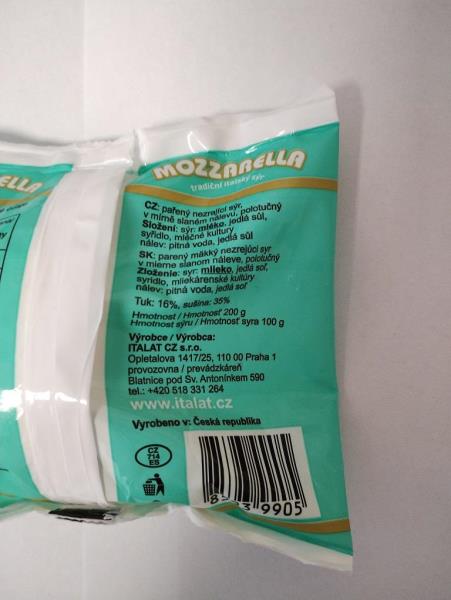 MOZZARELLA
tradiční italský sýr
CZ: pařený nezrající sýr,
v mírně slaném nálevu, polotučný
Složení: sýr: mléko, jedlá sůl,
syřidlo, mléčné kultury
nálev: pitná voda, jedlá sůl
SK: parený mäkký nezrejúci syr
v mierne slanom náleve, polotučný
Zloženie: syr: mlieko, jedlá soľ,
syridlo, mliekárenské kultúry
nálev: pitná voda, jedlá soľ
Tuk: 16%, sušina: 35%
Hmotnost / Hmotnosť 200 g
Hmotnost sýru / Hmotnosť syra 100 g
Výrobce / Výrobca:
ITALAT CZ s.r.o.
Opletalova 1417/25, 110 00 Praha 1
provozovna / prevádzkáreň
Blatnice pod Sv. Antonínkem 590
tel.: +420 518 331 264
www.italat.cz
Vyrobeno v: Česká republika
CZ
714
ES
9905
ELLA